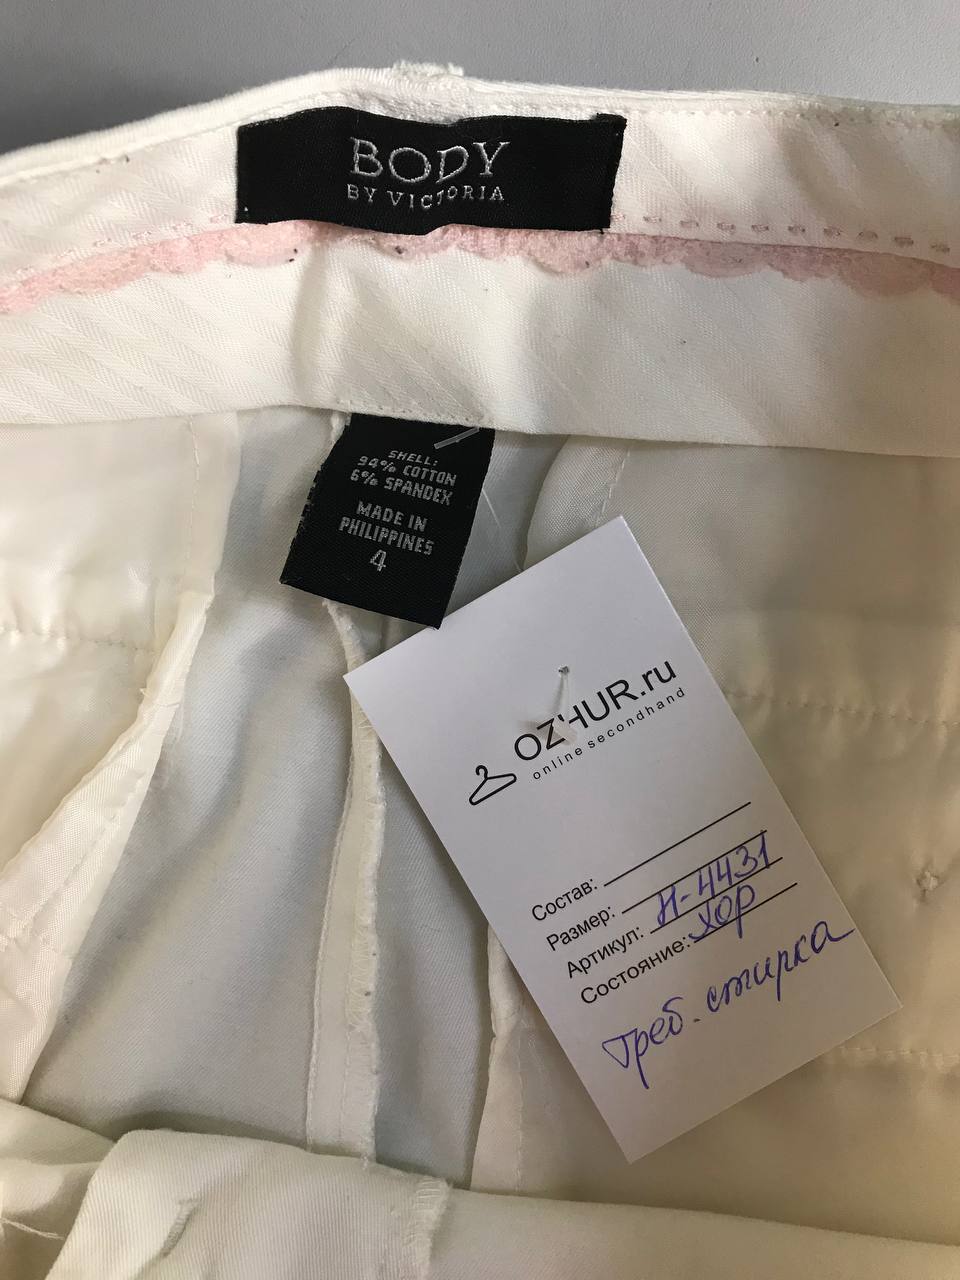 BODY
BY VICTORIA
SHELL:
94% COTTON
6% SPANDEX
MADE IN
PHILIPPINES
4
OZHUR.ru
online secondhand
Состав:
Размер:
Артикул: И-4431
Состояние: хор
треб. стирка